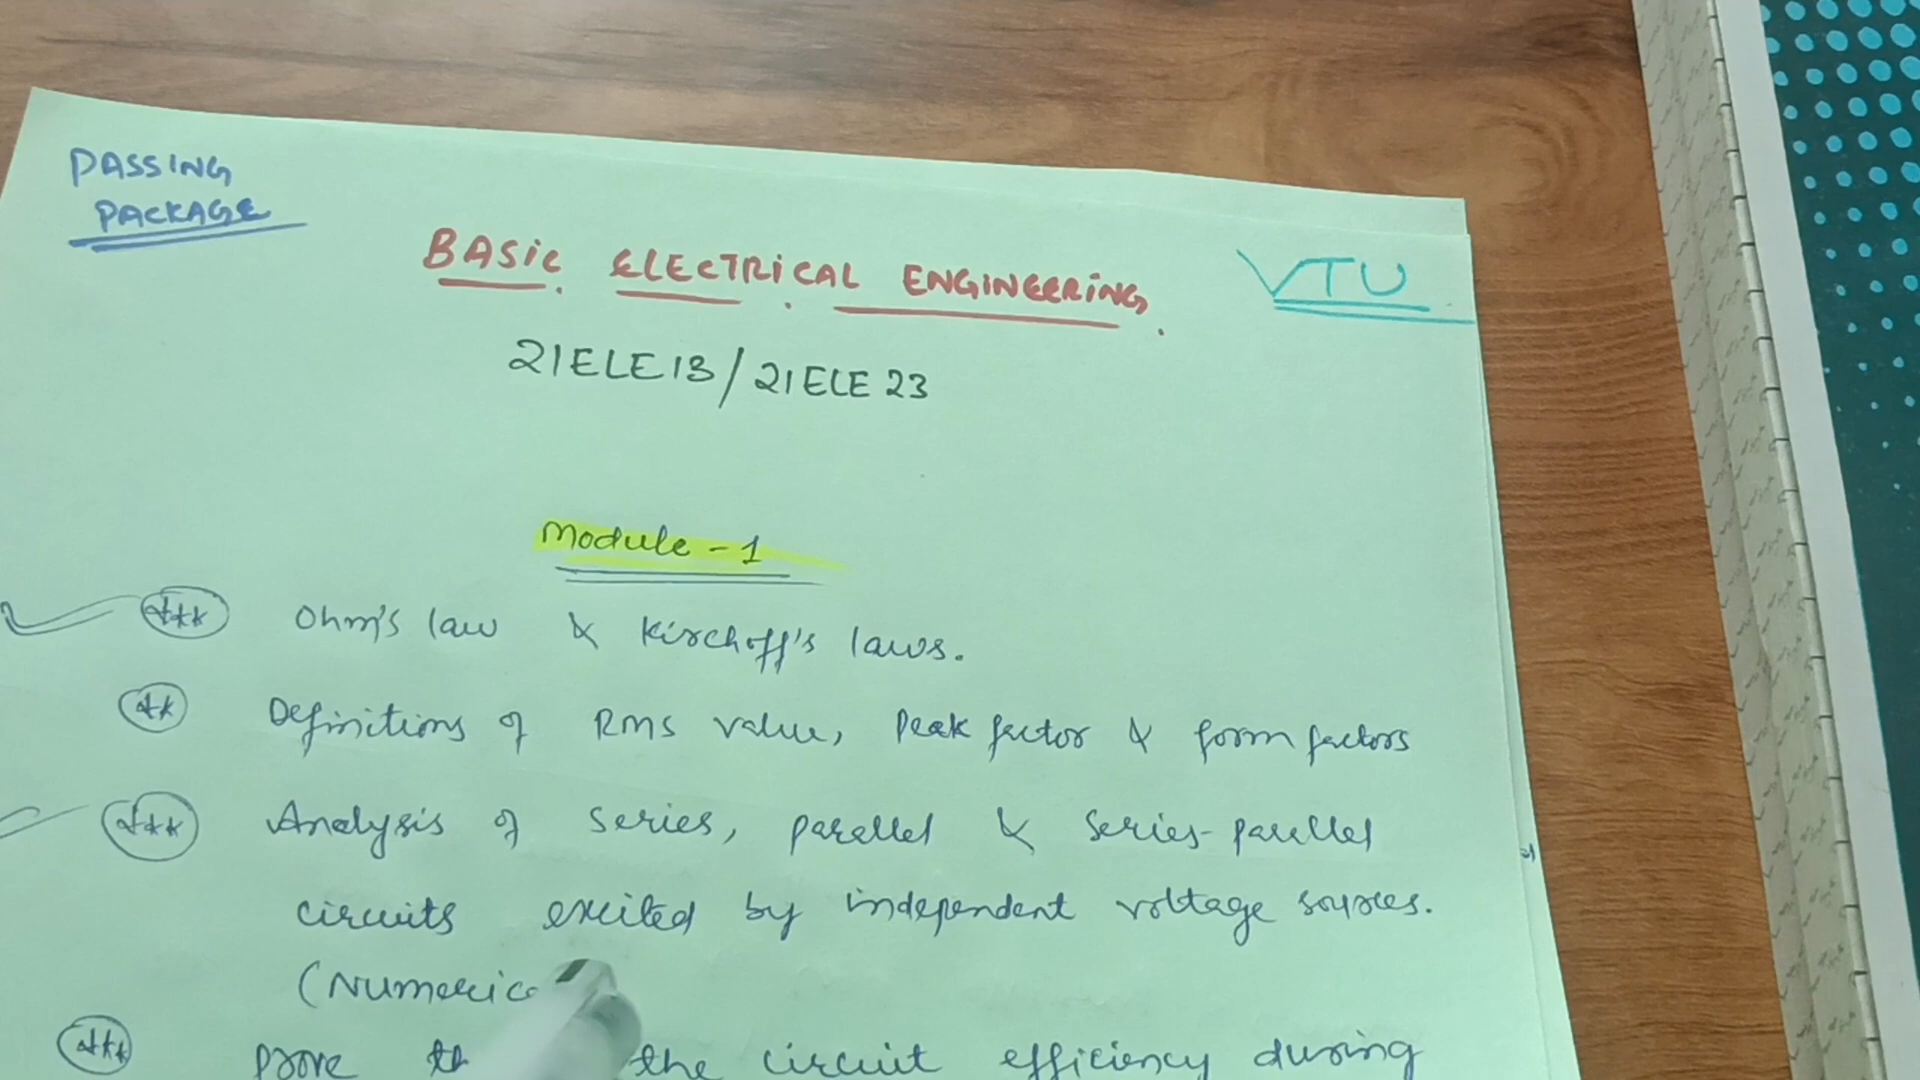 PASSING
PACKAGE
BASIC ELECTRICAL ENGINEERING
VTU
21ELE13/21ELE23
Module-1
*** Ohm's law & Kirchoff's laws.
** Definitions of RMS value, Peak factor & form factors
*** Analysis of series, parallel & series-parallel
circuits excited by independent voltage sources.
(Numeric
*** Prove the circuit efficiency during